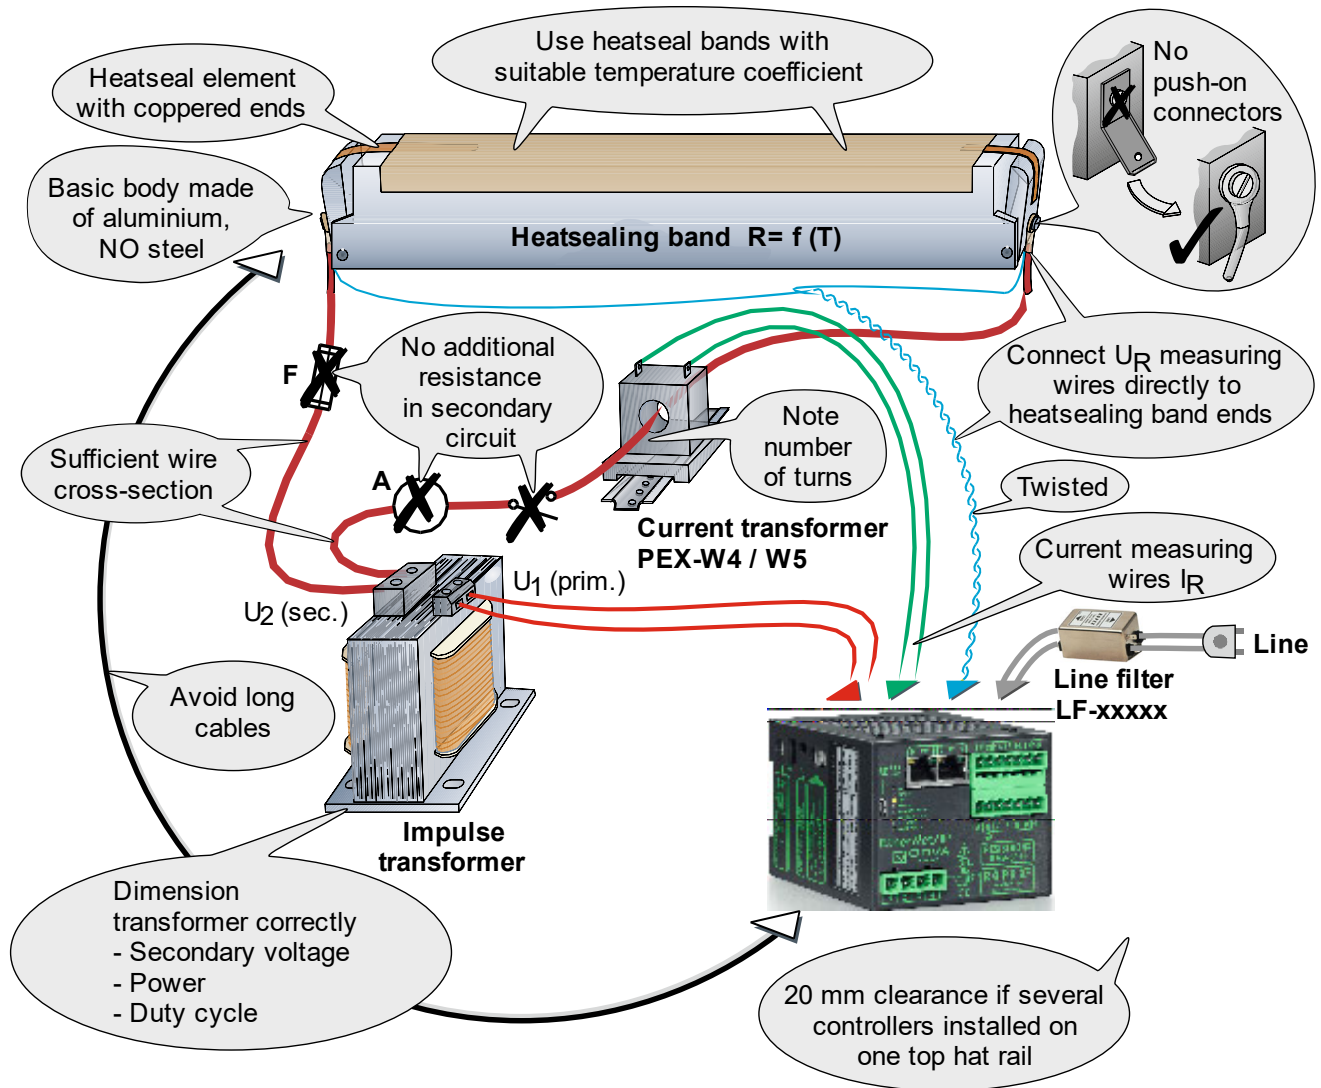 Use heatseal bands with
suitable temperature coefficient
Heatseal element
with coppered ends
No
push-on
connectors
Basic body made
of aluminium,
NO steel
Heatsealing band R= f (T)
F
No additional
resistance
in secondary
circuit
Connect UR measuring
wires directly to
heatsealing band ends
Note
number
of turns
Sufficient wire
cross-section
A
Twisted
Current transformer
PEX-W4 / W5
Current measuring
wires IR
U1 (prim.)
U2 (sec.)
Line
Line filter
LF-xxxxx
Avoid long
cables
Impulse
transformer
Dimension
transformer correctly
- Secondary voltage
- Power
- Duty cycle
20 mm clearance if several
controllers installed on
one top hat rail